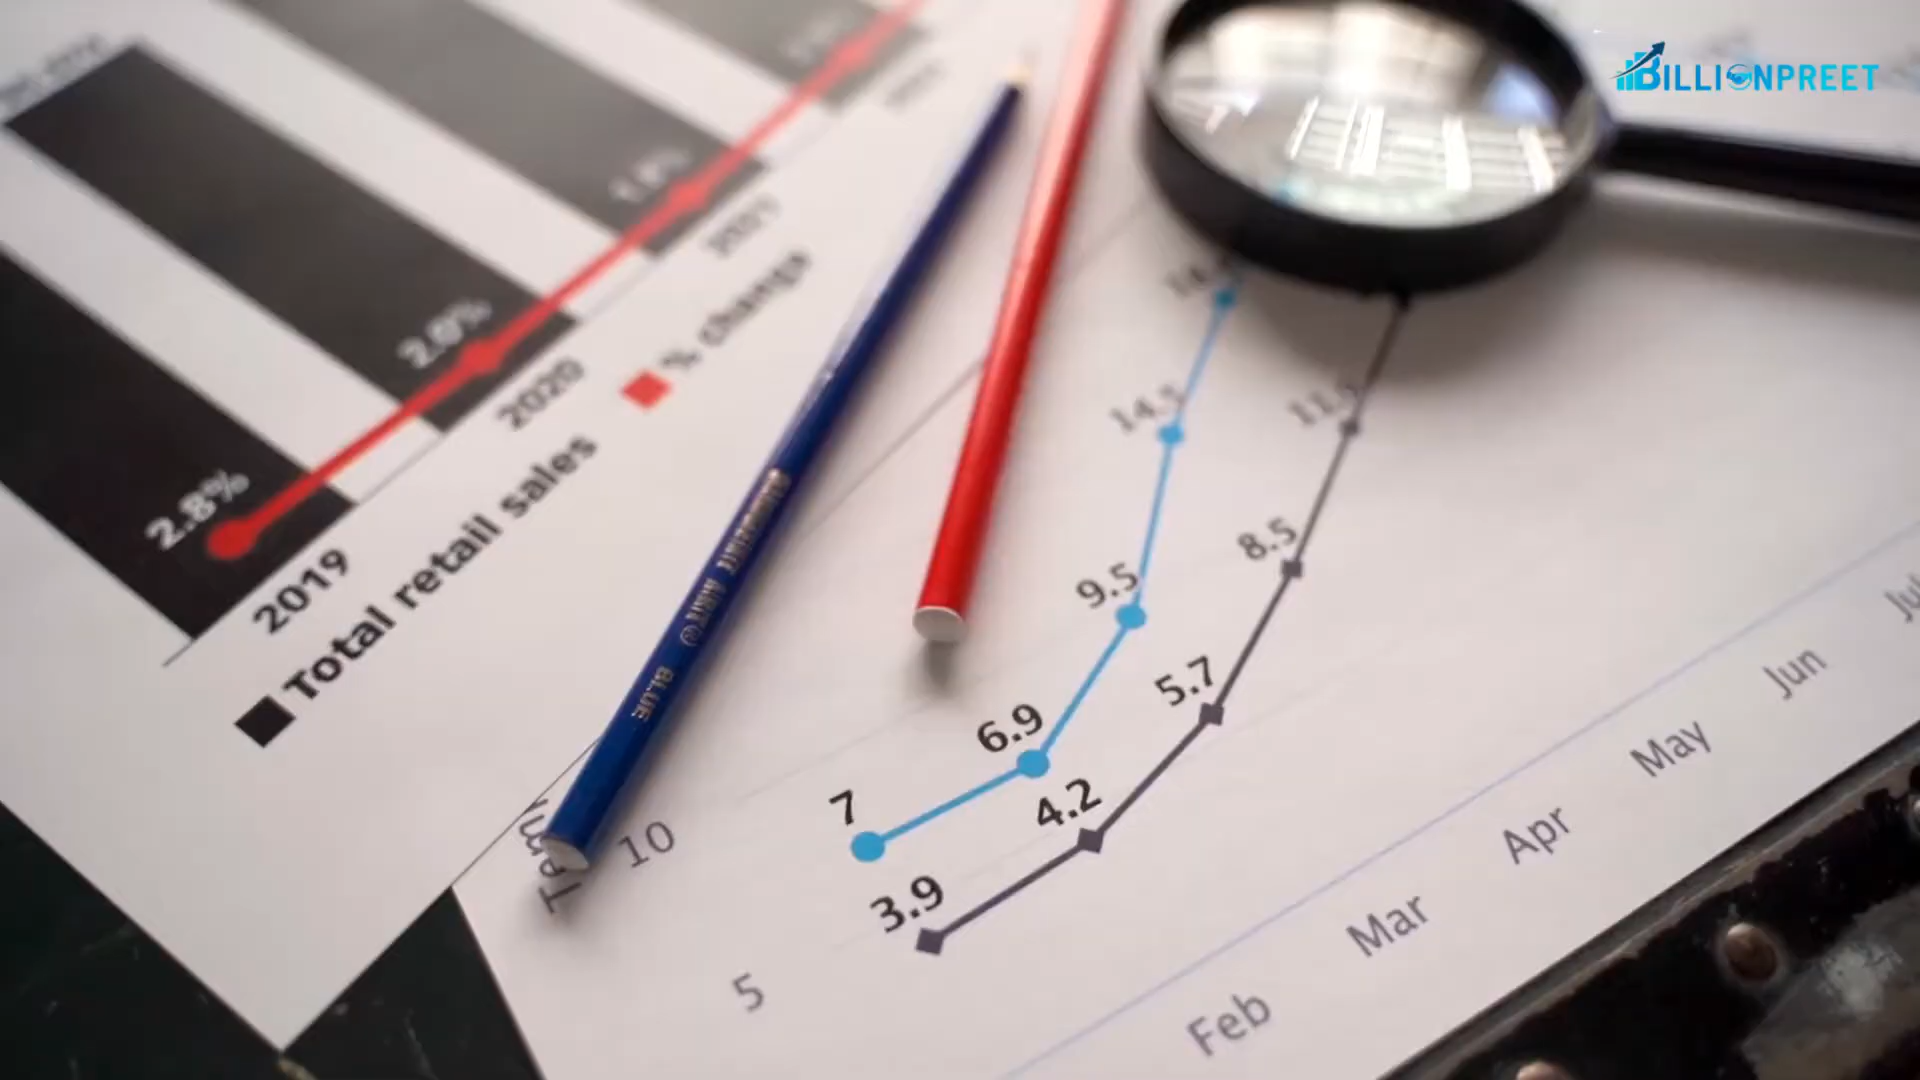 BILLIONPREET
2.8%
2.0%
2019
2020
2021
Total retail sales
% change
BLUE
10
5
7
6.9
9.5
14.5
3.9
4.2
5.7
8.5
Feb
Mar
Apr
May
Jun